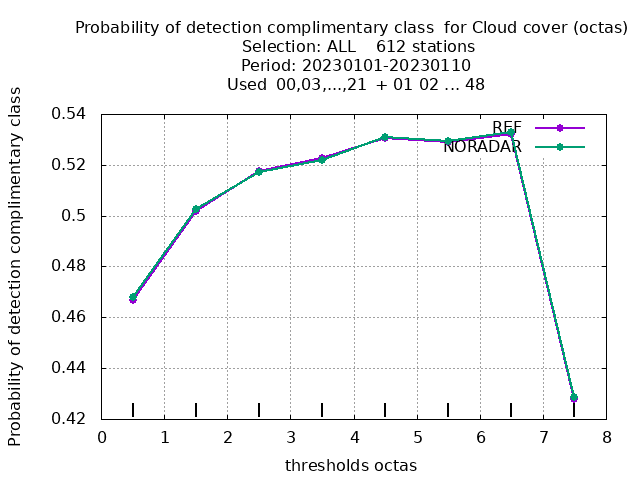 Probability of detection complimentary class  for Cloud cover (octas)
Selection: ALL    612 stations
Period: 20230101-20230110
Used  00,03,...,21  + 01 02 ... 48
Probability of detection complimentary class
0.54
0.52
0.5
0.48
0.46
0.44
0.42
REF
NORADAR
0 1 2 3 4 5 6 7 8
thresholds octas